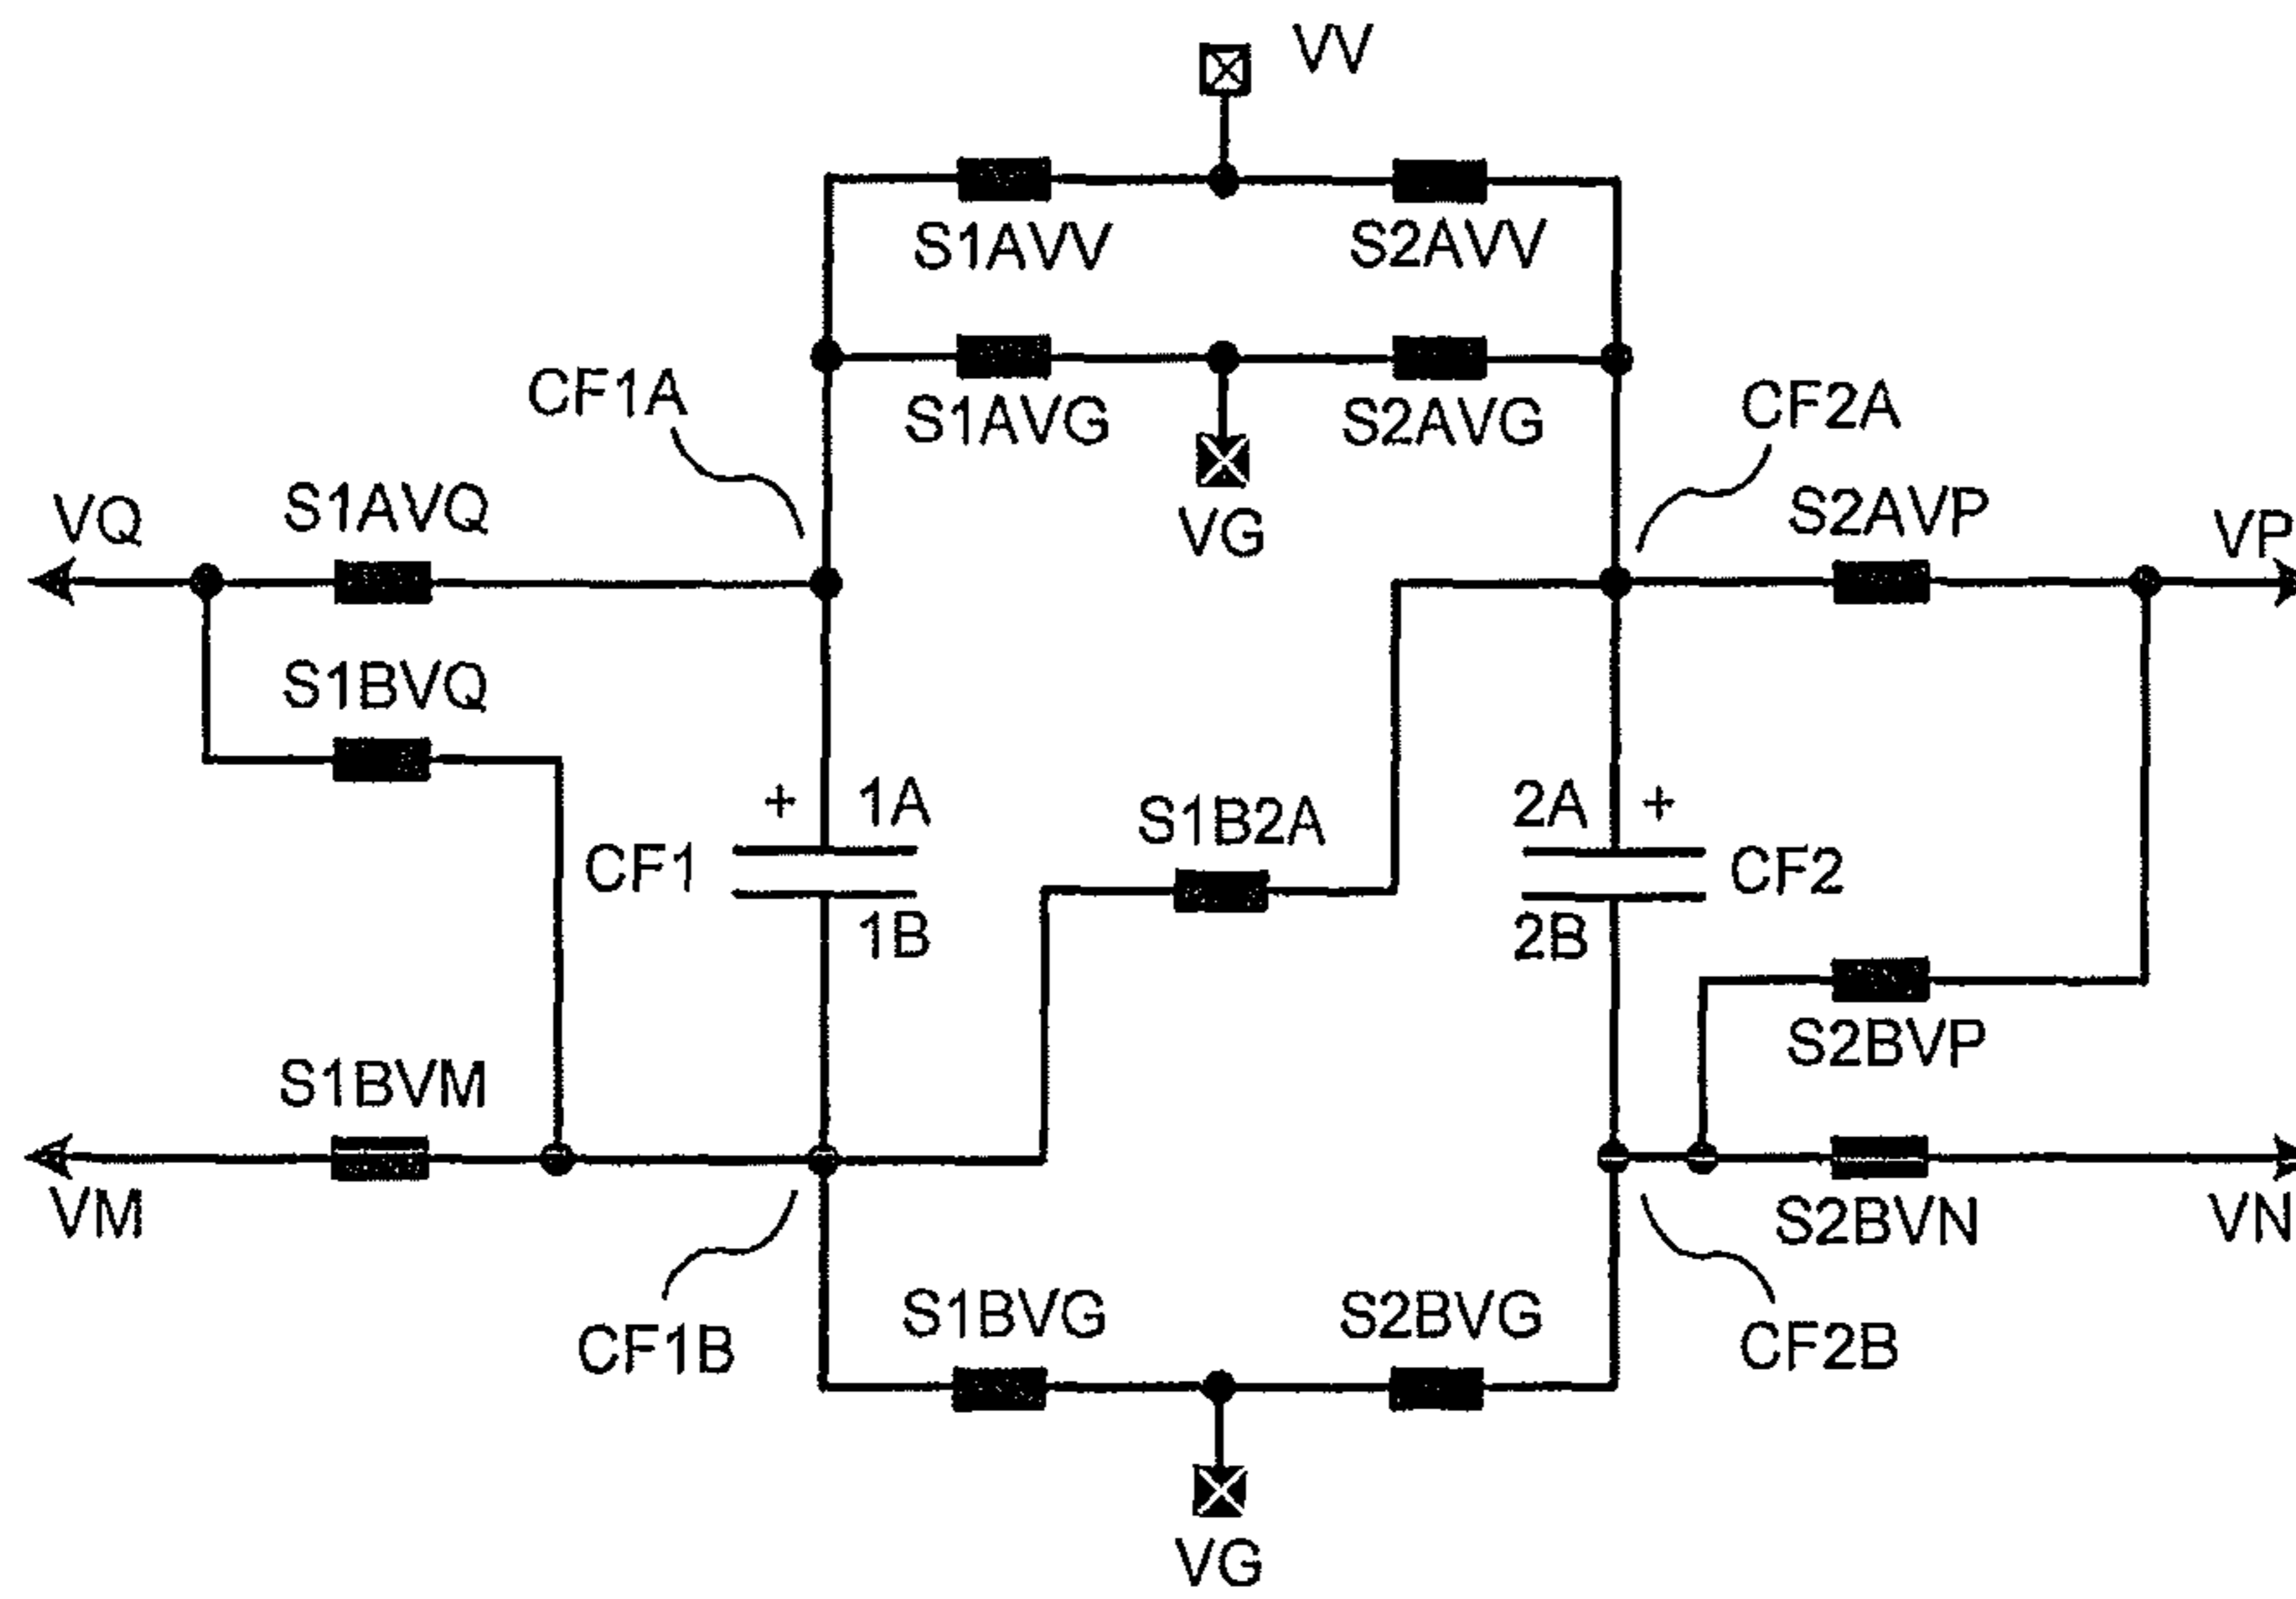 VV
S1AVV
S2AVV
CF1A
S1AVG
S2AVG
CF2A
VQ
S1AVQ
VG
S2AVP
VP
S1BVQ
+ 1A
S1B2A
2A +
CF1
CF2
1B
2B
S1BVM
S2BVP
VM
S2BVN
VN
CF1B
S1BVG
S2BVG
CF2B
VG